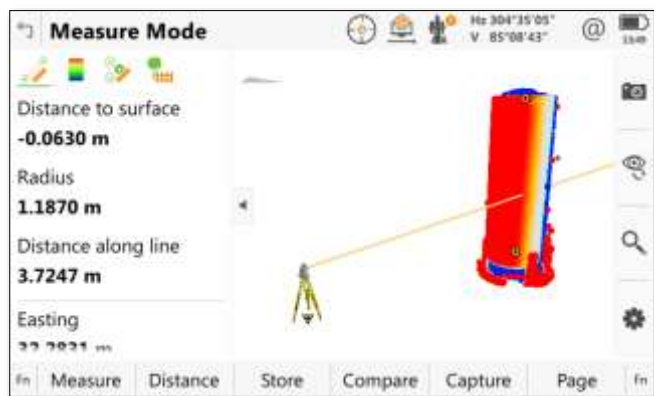 Measure Mode
Hz 304°35'05"
V 85°08'43"
@
Distance to surface
-0.0630 m
Radius
1.1870 m
Distance along line
3.7247 m
Easting
Fn Measure Distance Store Compare Capture Page Fn